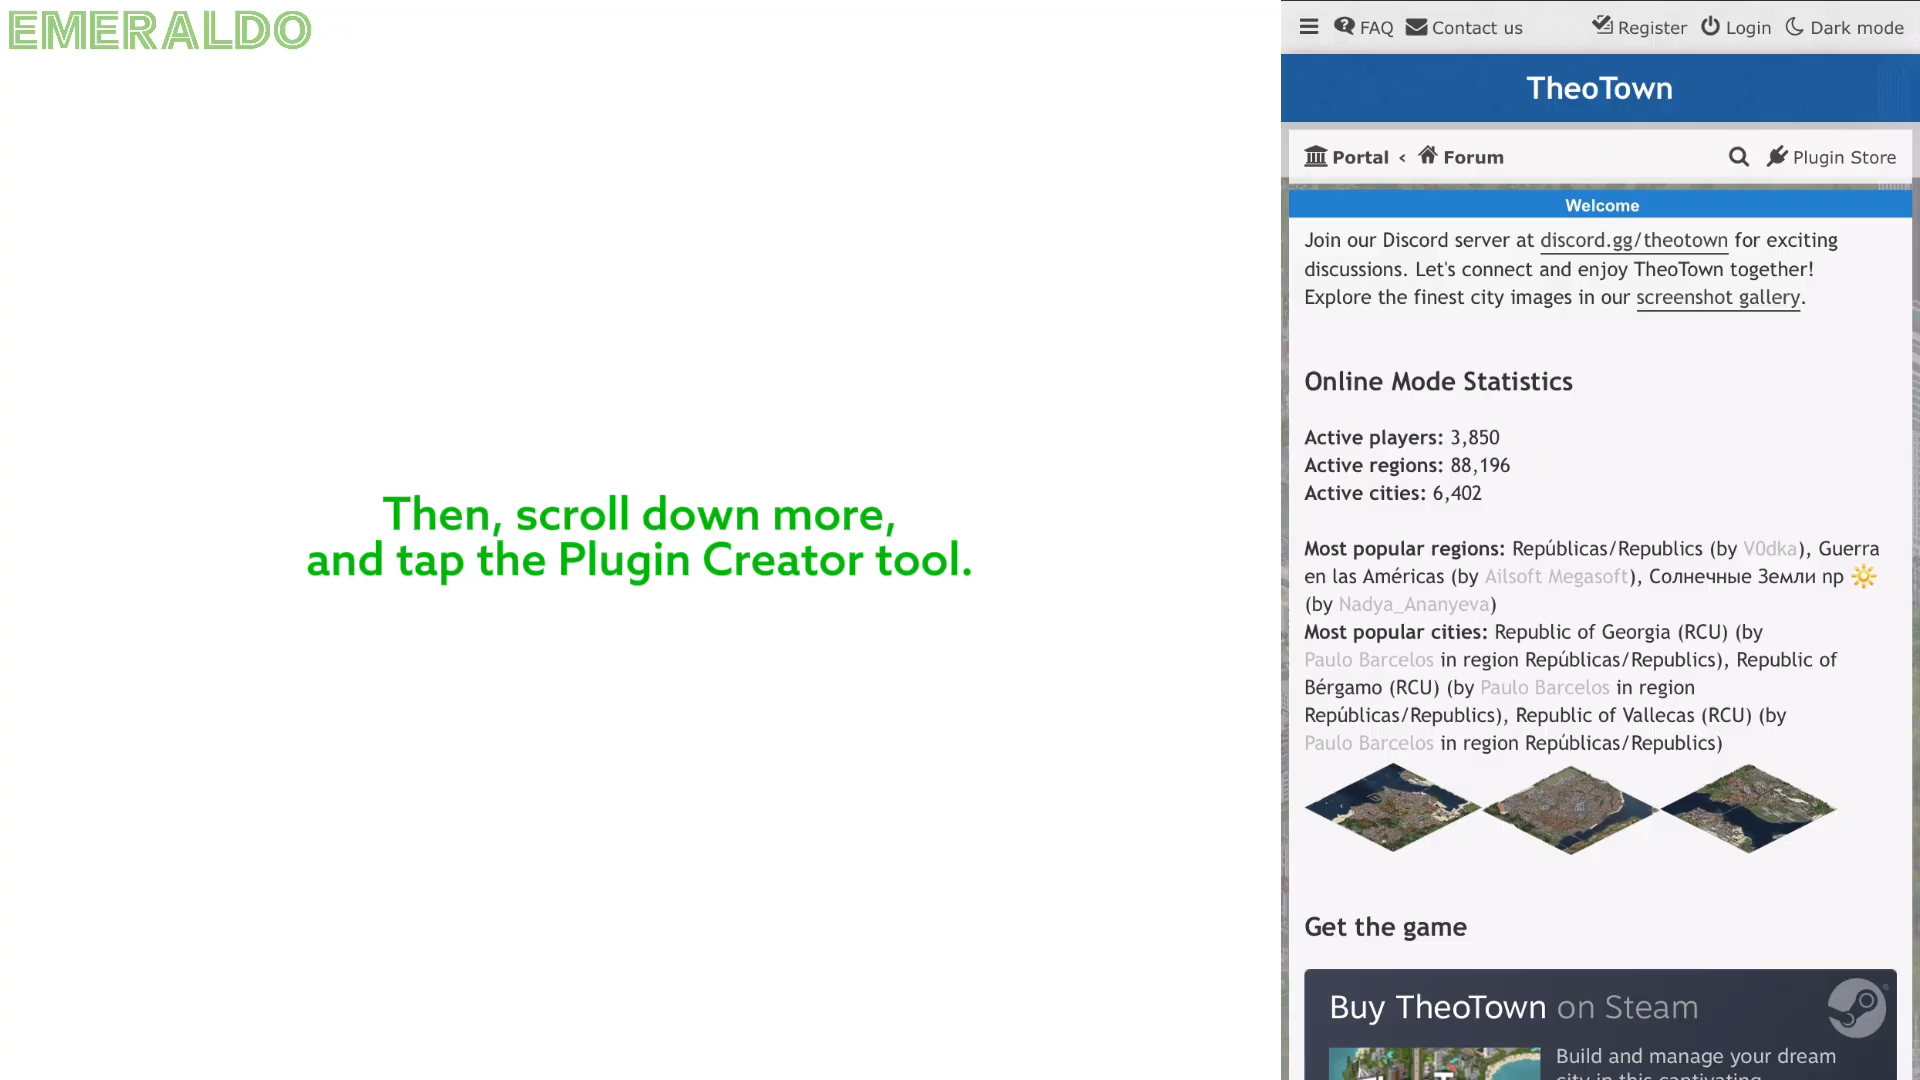 EMERALDO
Then, scroll down more,
and tap the Plugin Creator tool.
FAQ Contact us Register Login Dark mode
TheoTown
Portal ‹ Forum Plugin Store
Welcome
Join our Discord server at discord.gg/theotown for exciting
discussions. Let's connect and enjoy TheoTown together!
Explore the finest city images in our screenshot gallery.
Online Mode Statistics
Active players: 3,850
Active regions: 88,196
Active cities: 6,402
Most popular regions: Repúblicas/Republics (by V0dka), Guerra
en las Américas (by Ailsoft Megasoft), Солнечные Земли пр ☀️
(by Nadya_Ananyeva)
Most popular cities: Republic of Georgia (RCU) (by
Paulo Barcelos in region Repúblicas/Republics), Republic of
Bérgamo (RCU) (by Paulo Barcelos in region
Repúblicas/Republics), Republic of Vallecas (RCU) (by
Paulo Barcelos in region Repúblicas/Republics)
Get the game
Buy TheoTown on Steam
Build and manage your dream
city in this captivating